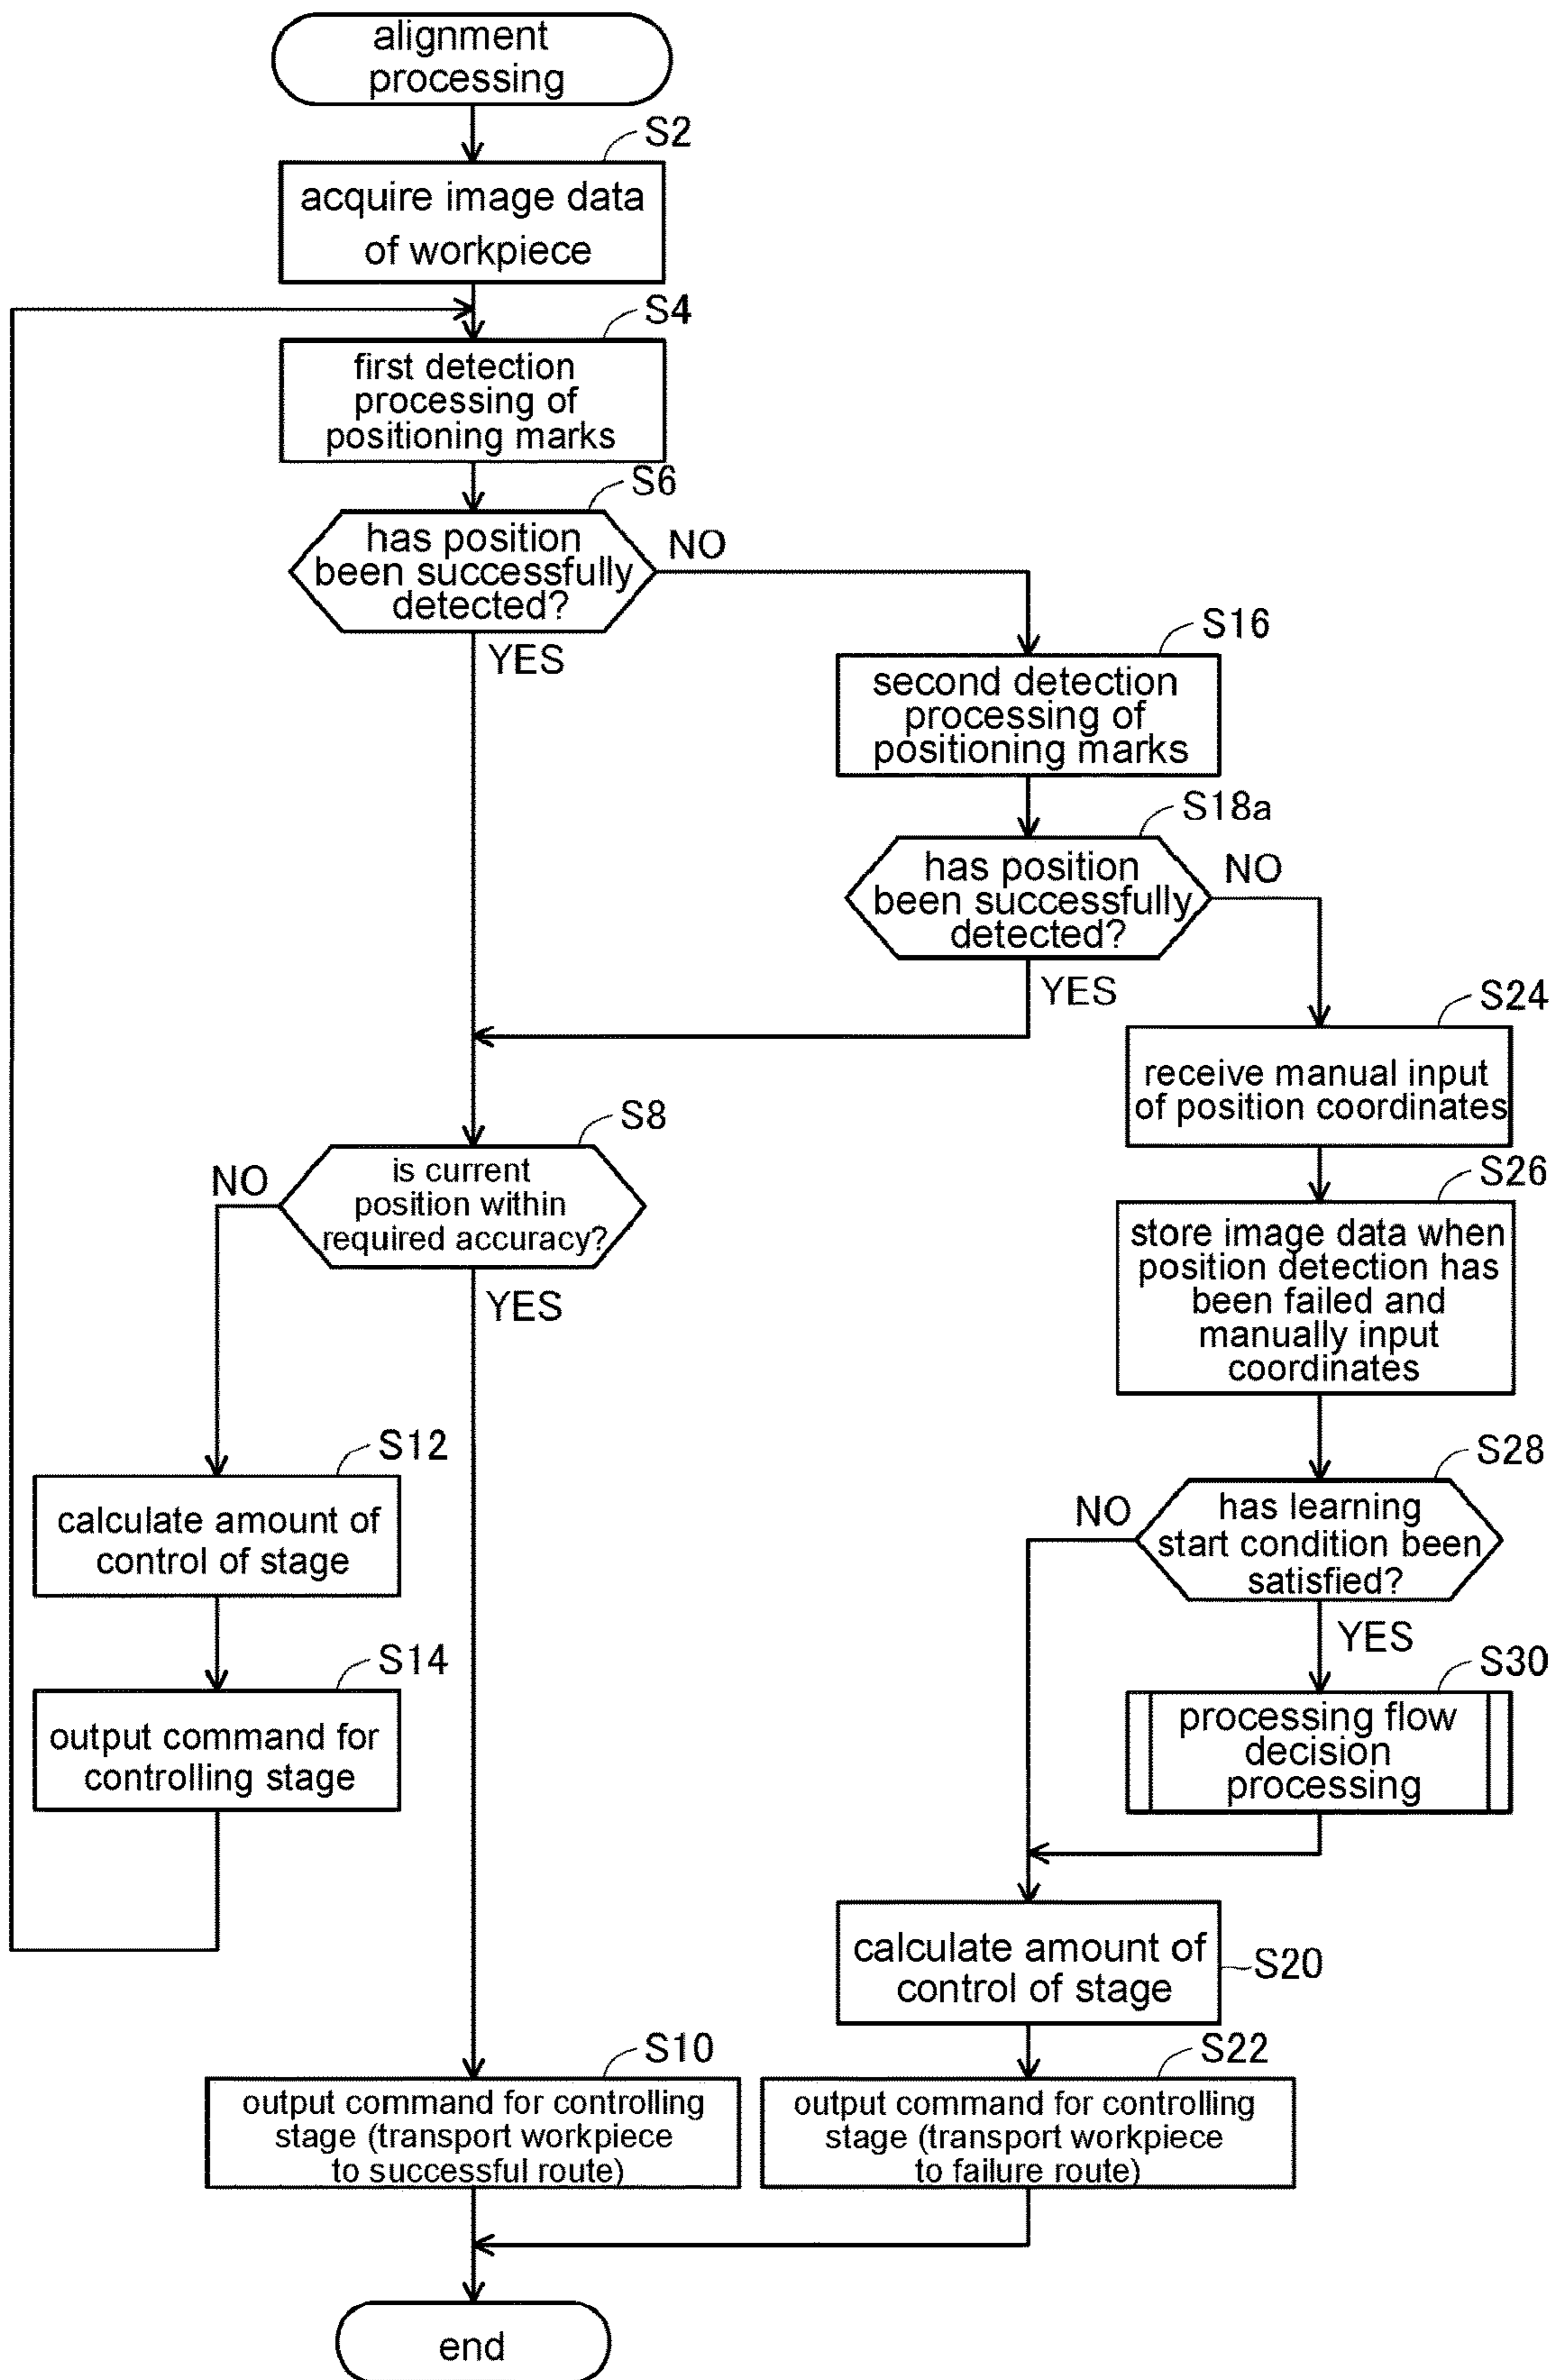 alignment
processing
S2
acquire image data
of workpiece
S4
first detection
processing of
positioning marks
S6
has position
been successfully
detected?
NO
YES
S16
second detection
processing of
positioning marks
S18a
has position
been successfully
detected?
NO
YES
S24
receive manual input
of position coordinates
S8
is current
position within
required accuracy?
NO
YES
S26
store image data when
position detection has
been failed and
manually input
coordinates
S12
calculate amount of
control of stage
S28
has learning
start condition been
satisfied?
NO
YES
S14
output command for
controlling stage
S30
processing flow
decision
processing
calculate amount of
control of stage
S20
S10
output command for controlling
stage (transport workpiece
to successful route)
S22
output command for controlling
stage (transport workpiece
to failure route)
end